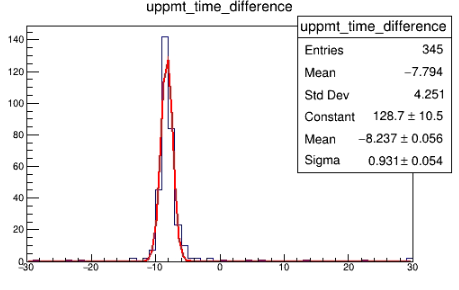 uppmt_time_difference
uppmt_time_difference
Entries 345
Mean −7.794
Std Dev 4.251
Constant 128.7 ± 10.5
Mean −8.237 ± 0.056
Sigma 0.931 ± 0.054
140
120
100
80
60
40
20
0
−30 −20 −10 0 10 20 30